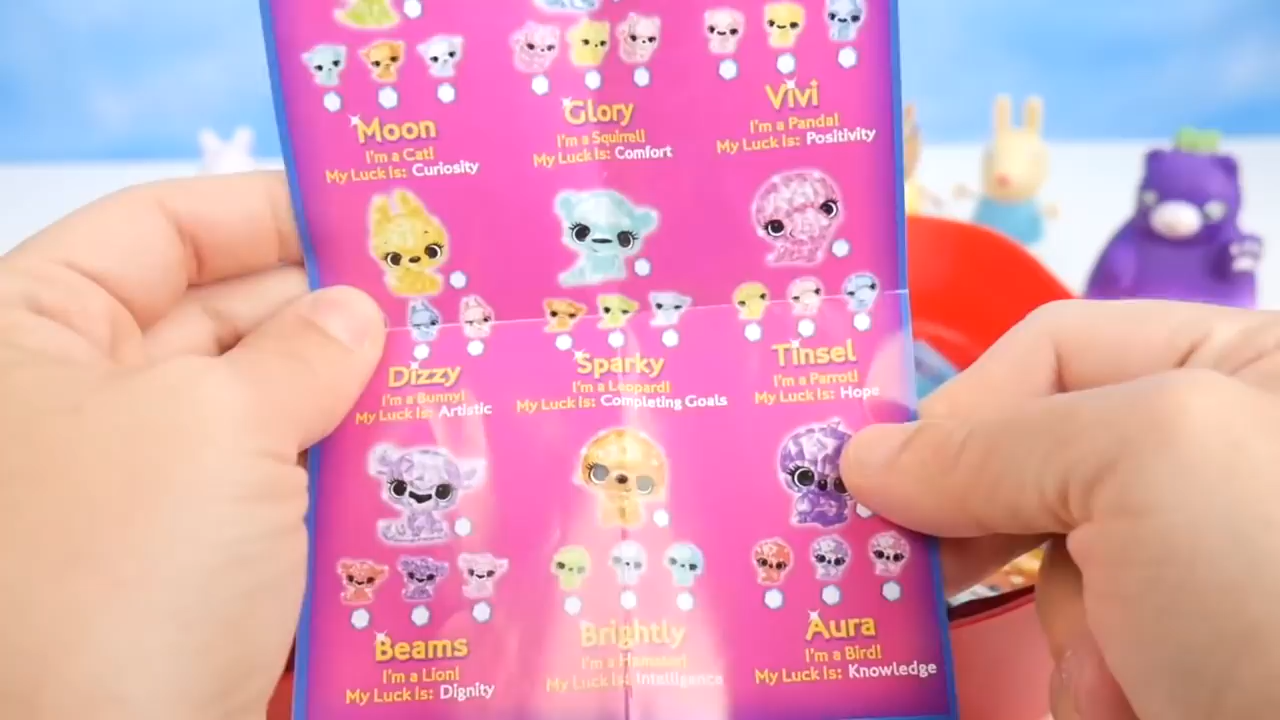 Moon
I'm a Cat!
My Luck Is: Curiosity
Glory
I'm a Squirrel!
My Luck Is: Comfort
Vivi
I'm a Panda!
My Luck Is: Positivity
Dizzy
I'm a Bunny!
My Luck Is: Artistic
Sparky
I'm a Leopard!
My Luck Is: Completing Goals
Tinsel
I'm a Parrot!
My Luck Is: Hope
Beams
I'm a Lion!
My Luck Is: Dignity
Brightly
I'm a Hamster!
My Luck Is: Intelligence
Aura
I'm a Bird!
My Luck Is: Knowledge